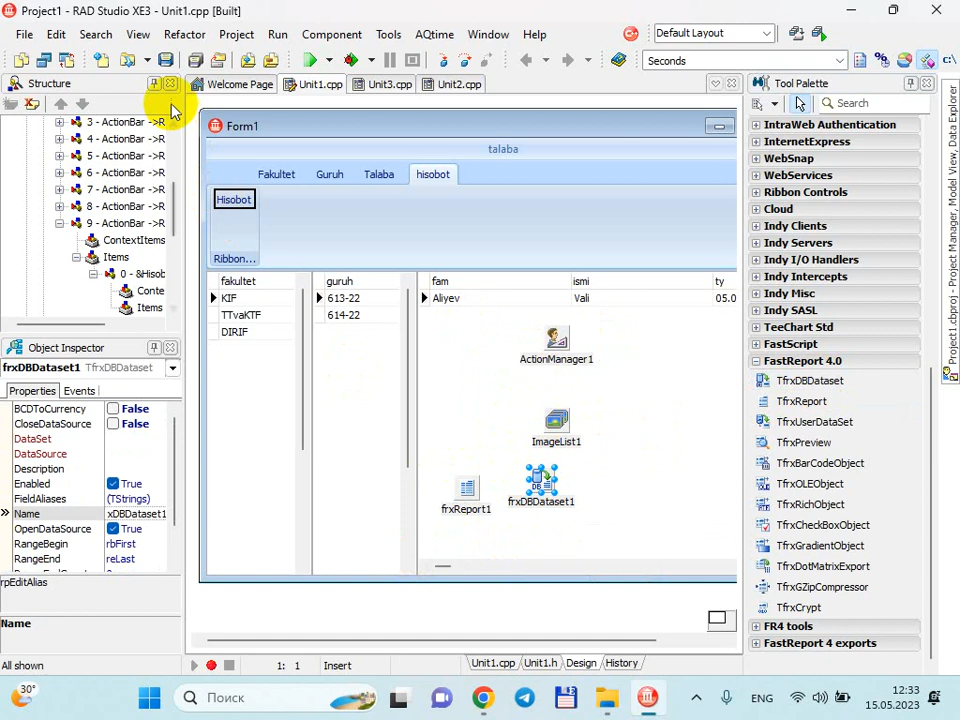 Project1 - RAD Studio XE3 - Unit1.cpp [Built]
File Edit Search View Refactor Project Run Component Tools AQtime Window Help
Default Layout
Seconds
Structure
Welcome Page Unit1.cpp Unit3.cpp Unit2.cpp
Tool Palette
Search
3 - ActionBar ->R
4 - ActionBar ->R
5 - ActionBar ->R
6 - ActionBar ->R
7 - ActionBar ->R
8 - ActionBar ->R
9 - ActionBar ->R
ContextItems
Items
0 - &Hisob
Conte
Items
Object Inspector
frxDBDataset1 TfrxDBDataset
Properties Events
BCDToCurrency False
CloseDataSource False
DataSet
DataSource
Description
Enabled True
FieldAliases (TStrings)
Name xDBDataset1
OpenDataSource True
RangeBegin rbFirst
RangeEnd reLast
rpEditAlias
Name
All shown
Form1
talaba
Fakultet Guruh Talaba hisobot
Hisobot
Ribbon...
fakultet guruh fam ismi ty
KIF 613-22 Aliyev Vali 05.0
TTvaKTF 614-22
DIRIF
ActionManager1
ImageList1
frxReport1
frxDBDataset1
1: 1 Insert
Unit1.cpp Unit1.h Design History
IntraWeb Authentication
InternetExpress
WebSnap
WebServices
Ribbon Controls
Cloud
Indy Clients
Indy Servers
Indy I/O Handlers
Indy Intercepts
Indy Misc
Indy SASL
TeeChart Std
FastScript
FastReport 4.0
TfrxDBDataset
TfrxReport
TfrxUserDataSet
TfrxPreview
TfrxBarCodeObject
TfrxOLEObject
TfrxRichObject
TfrxCheckBoxObject
TfrxGradientObject
TfrxDotMatrixExport
TfrxGZipCompressor
TfrxCrypt
FR4 tools
FastReport 4 exports
Project1.cbproj - Project Manager, Model View, Data Explorer
30°
Поиск
ENG
12:33
15.05.2023